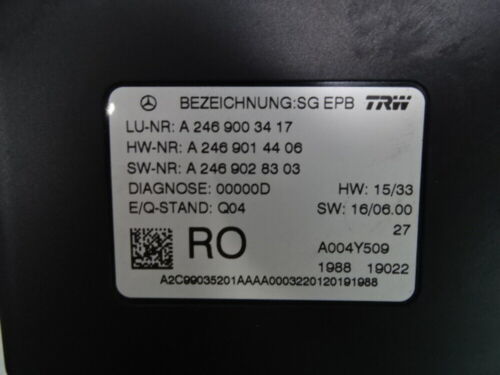 BEZEICHNUNG:SG EPB TRW
LU-NR: A 246 900 34 17
HW-NR: A 246 901 44 06
SW-NR: A 246 902 83 03
DIAGNOSE: 00000D HW: 15/33
E/Q-STAND: Q04 SW: 16/06.00
27
RO A004Y509
1988 19022
A2C99035201AAAA0003220120191988